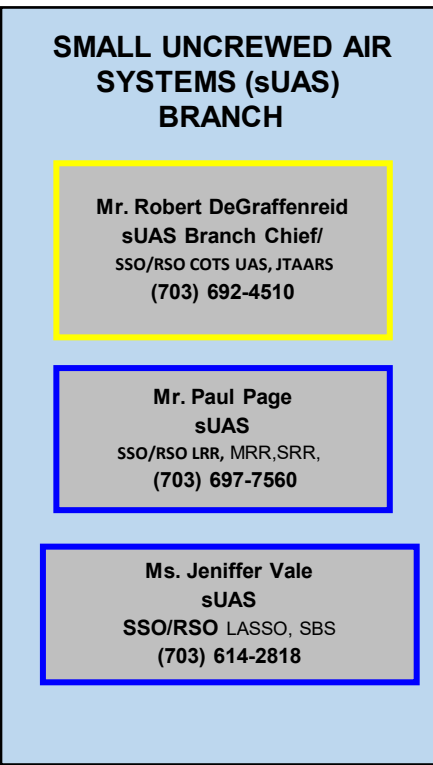 SMALL UNCREWED AIR
SYSTEMS (sUAS)
BRANCH
Mr. Robert DeGraffenreid
sUAS Branch Chief/
SSO/RSO COTS UAS, JTAARS
(703) 692-4510
Mr. Paul Page
sUAS
SSO/RSO LRR, MRR,SRR,
(703) 697-7560
Ms. Jeniffer Vale
sUAS
SSO/RSO LASSO, SBS
(703) 614-2818